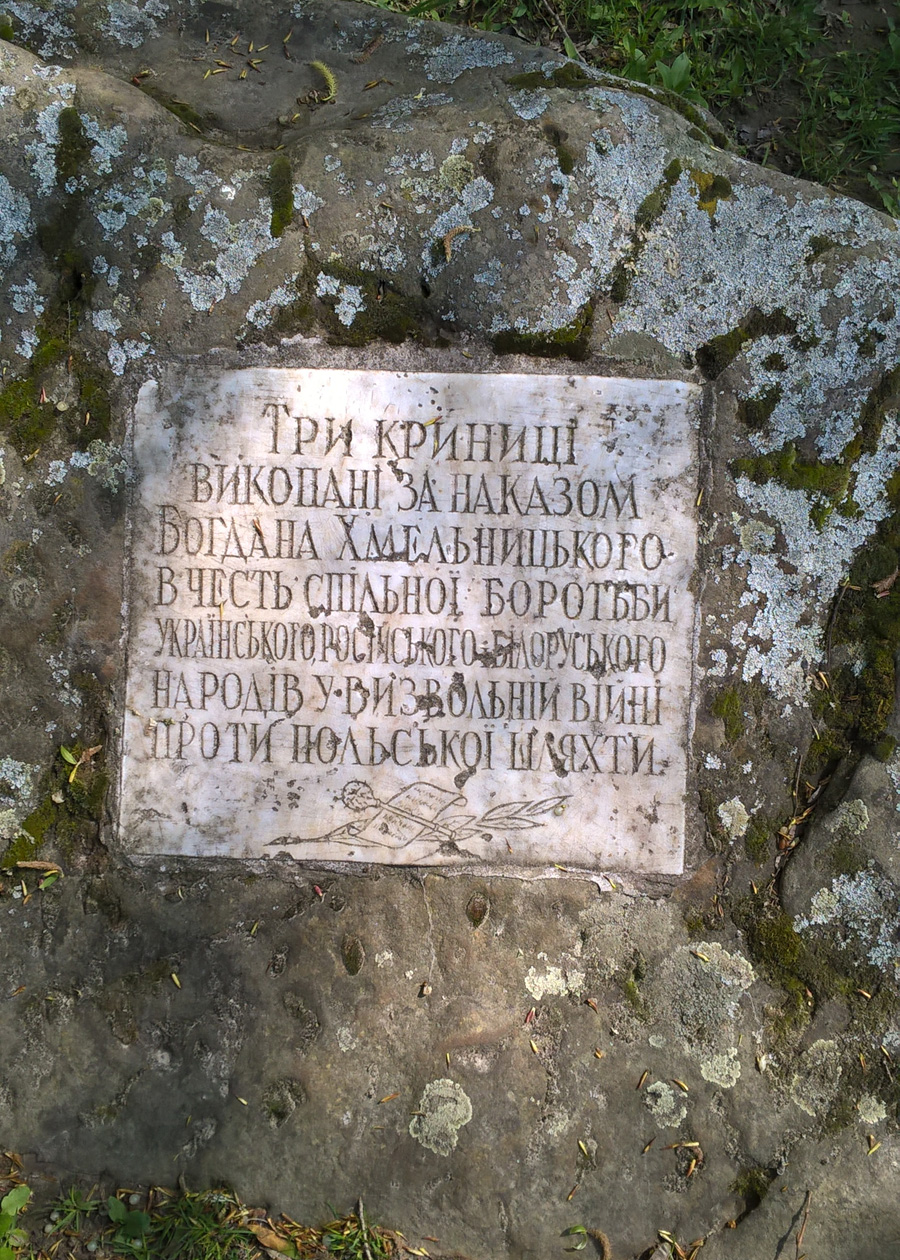 Три криниці
викопані за наказом
Богдана Хмельницького
в честь спільної боротьби
українського, російського, білоруського
народів у визвольній війні
проти польської шляхти.